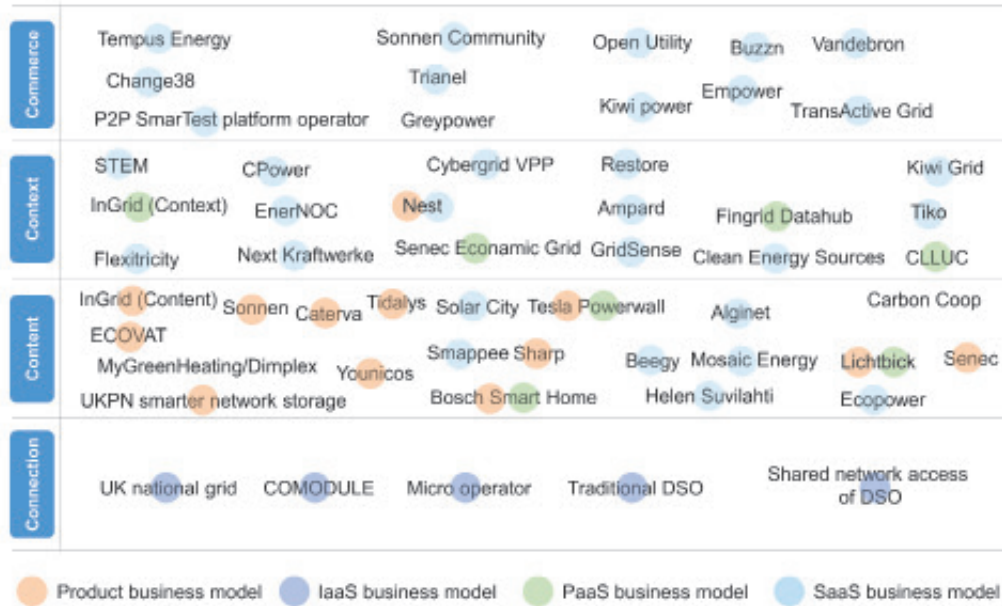 Commerce
Tempus Energy
Sonnen Community
Open Utility
Buzzn
Vandebron
Change38
Trianel
Empower
P2P SmarTest platform operator
Greypower
Kiwi power
TransActive Grid
Context
STEM
CPower
Cybergrid VPP
Restore
Kiwi Grid
InGrid (Context)
EnerNOC
Nest
Ampard
Fingrid Datahub
Tiko
Flexitricity
Next Kraftwerke
Senec Econamic Grid
GridSense
Clean Energy Sources
CLLUC
Content
InGrid (Content)
Sonnen
Caterva
Tidalys
Solar City
Tesla Powerwall
Alginet
Carbon Coop
ECOVAT
MyGreenHeating/Dimplex
Younicos
Smappee
Sharp
Beegy
Mosaic Energy
Lichtbick
Senec
UKPN smarter network storage
Bosch Smart Home
Helen Suvilahti
Ecopower
Connection
UK national grid
COMODULE
Micro operator
Traditional DSO
Shared network access
of DSO
Product business model
IaaS business model
PaaS business model
SaaS business model